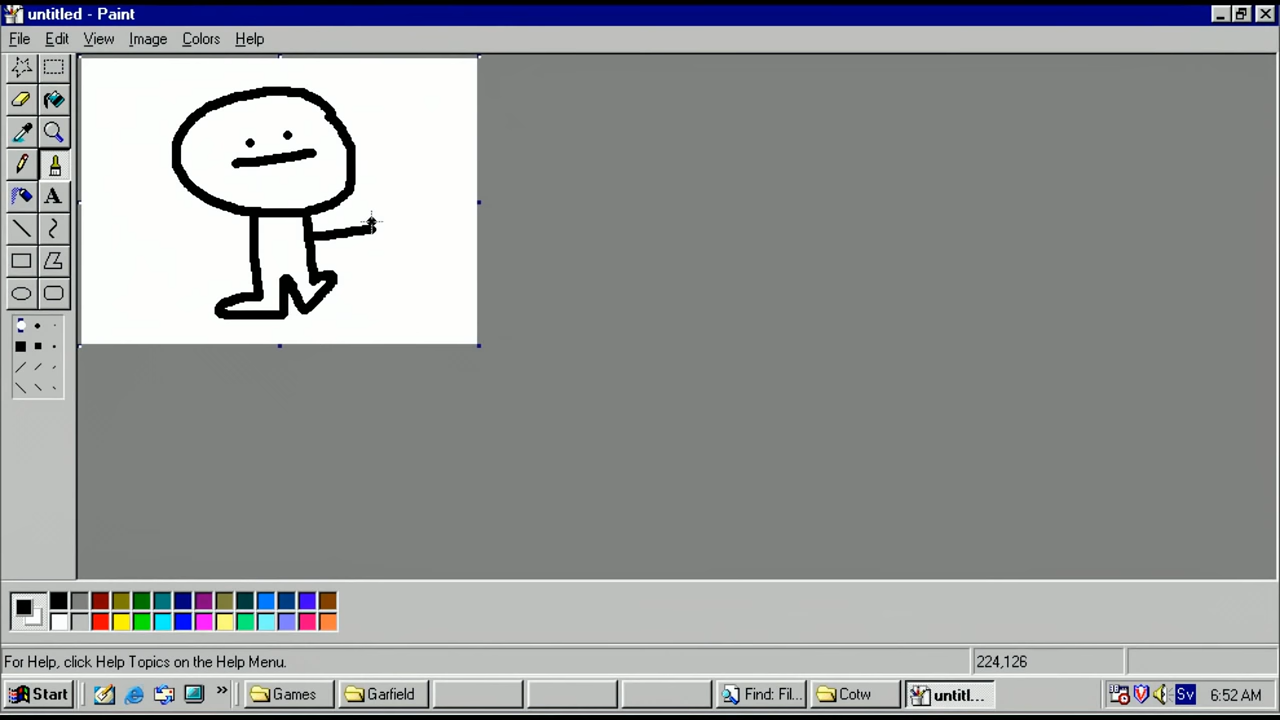 untitled - Paint
File Edit View Image Colors Help
A
For Help, click Help Topics on the Help Menu.
224,126
Start » Games Garfield Find: Fil... Cotw untitl... Sv 6:52 AM